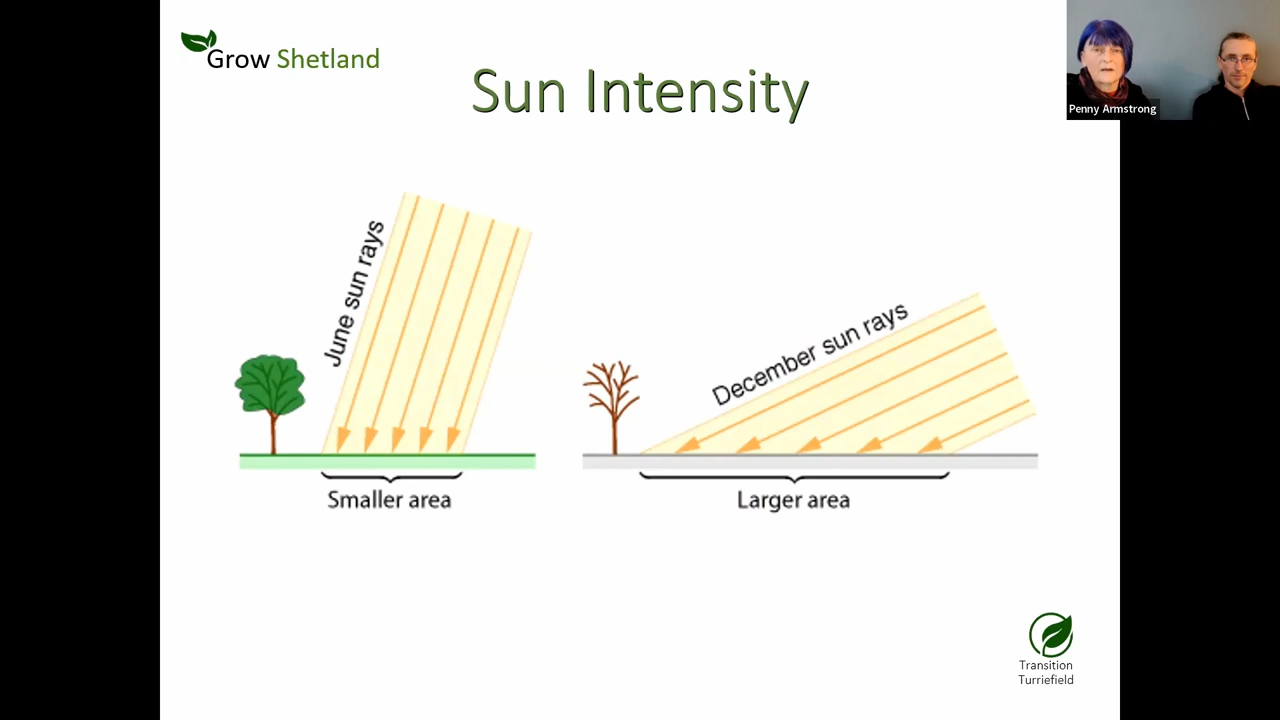 Grow Shetland
Sun Intensity
Penny Armstrong
June sun rays
December sun rays
Smaller area
Larger area
Transition
Turriefield